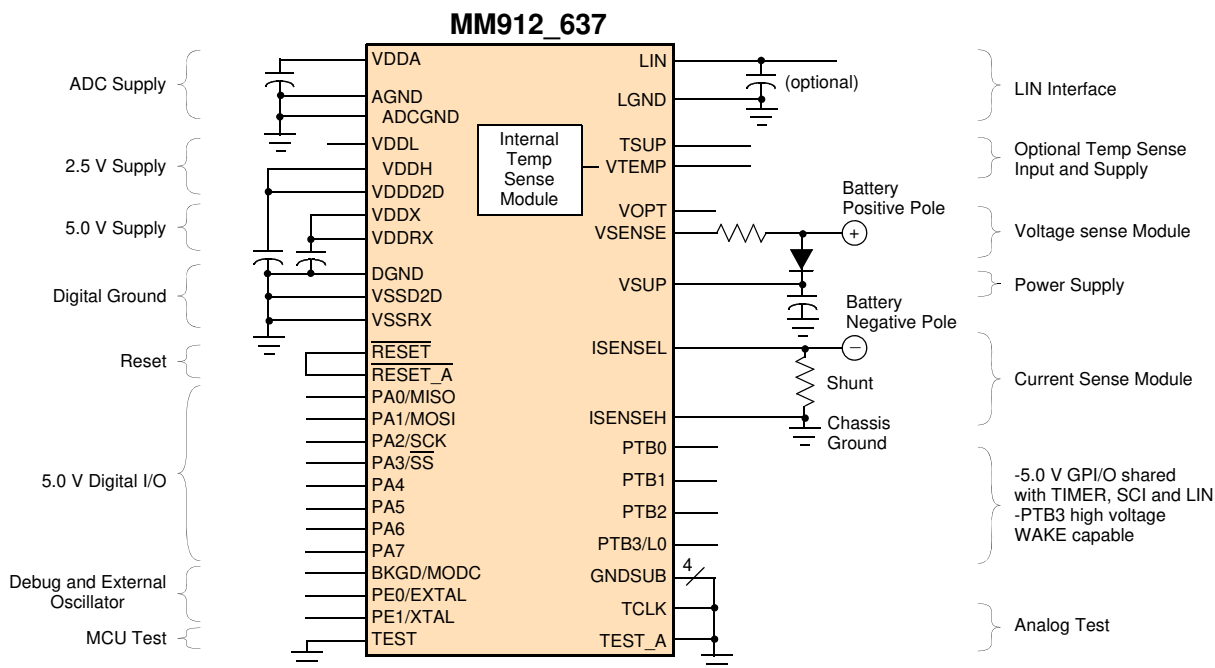 MM912_637
ADC Supply
2.5 V Supply
5.0 V Supply
Digital Ground
Reset
5.0 V Digital I/O
Debug and External
Oscillator
MCU Test
VDDA
AGND
ADCGND
VDDL
VDDH
VDDD2D
VDDX
VDDRX
DGND
VSSD2D
VSSRX
RESET
RESET_A
PA0/MISO
PA1/MOSI
PA2/SCK
PA3/SS
PA4
PA5
PA6
PA7
BKGD/MODC
PE0/EXTAL
PE1/XTAL
TEST
Internal
Temp
Sense
Module
LIN
LGND
TSUP
VTEMP
VOPT
VSENSE
VSUP
ISENSEL
ISENSEH
PTB0
PTB1
PTB2
PTB3/L0
GNDSUB
TCLK
TEST_A
(optional)
Battery
Positive Pole
+
Battery
Negative Pole
−
Shunt
Chassis
Ground
4
LIN Interface
Optional Temp Sense
Input and Supply
Voltage sense Module
Power Supply
Current Sense Module
-5.0 V GPI/O shared
with TIMER, SCI and LIN
-PTB3 high voltage
WAKE capable
Analog Test